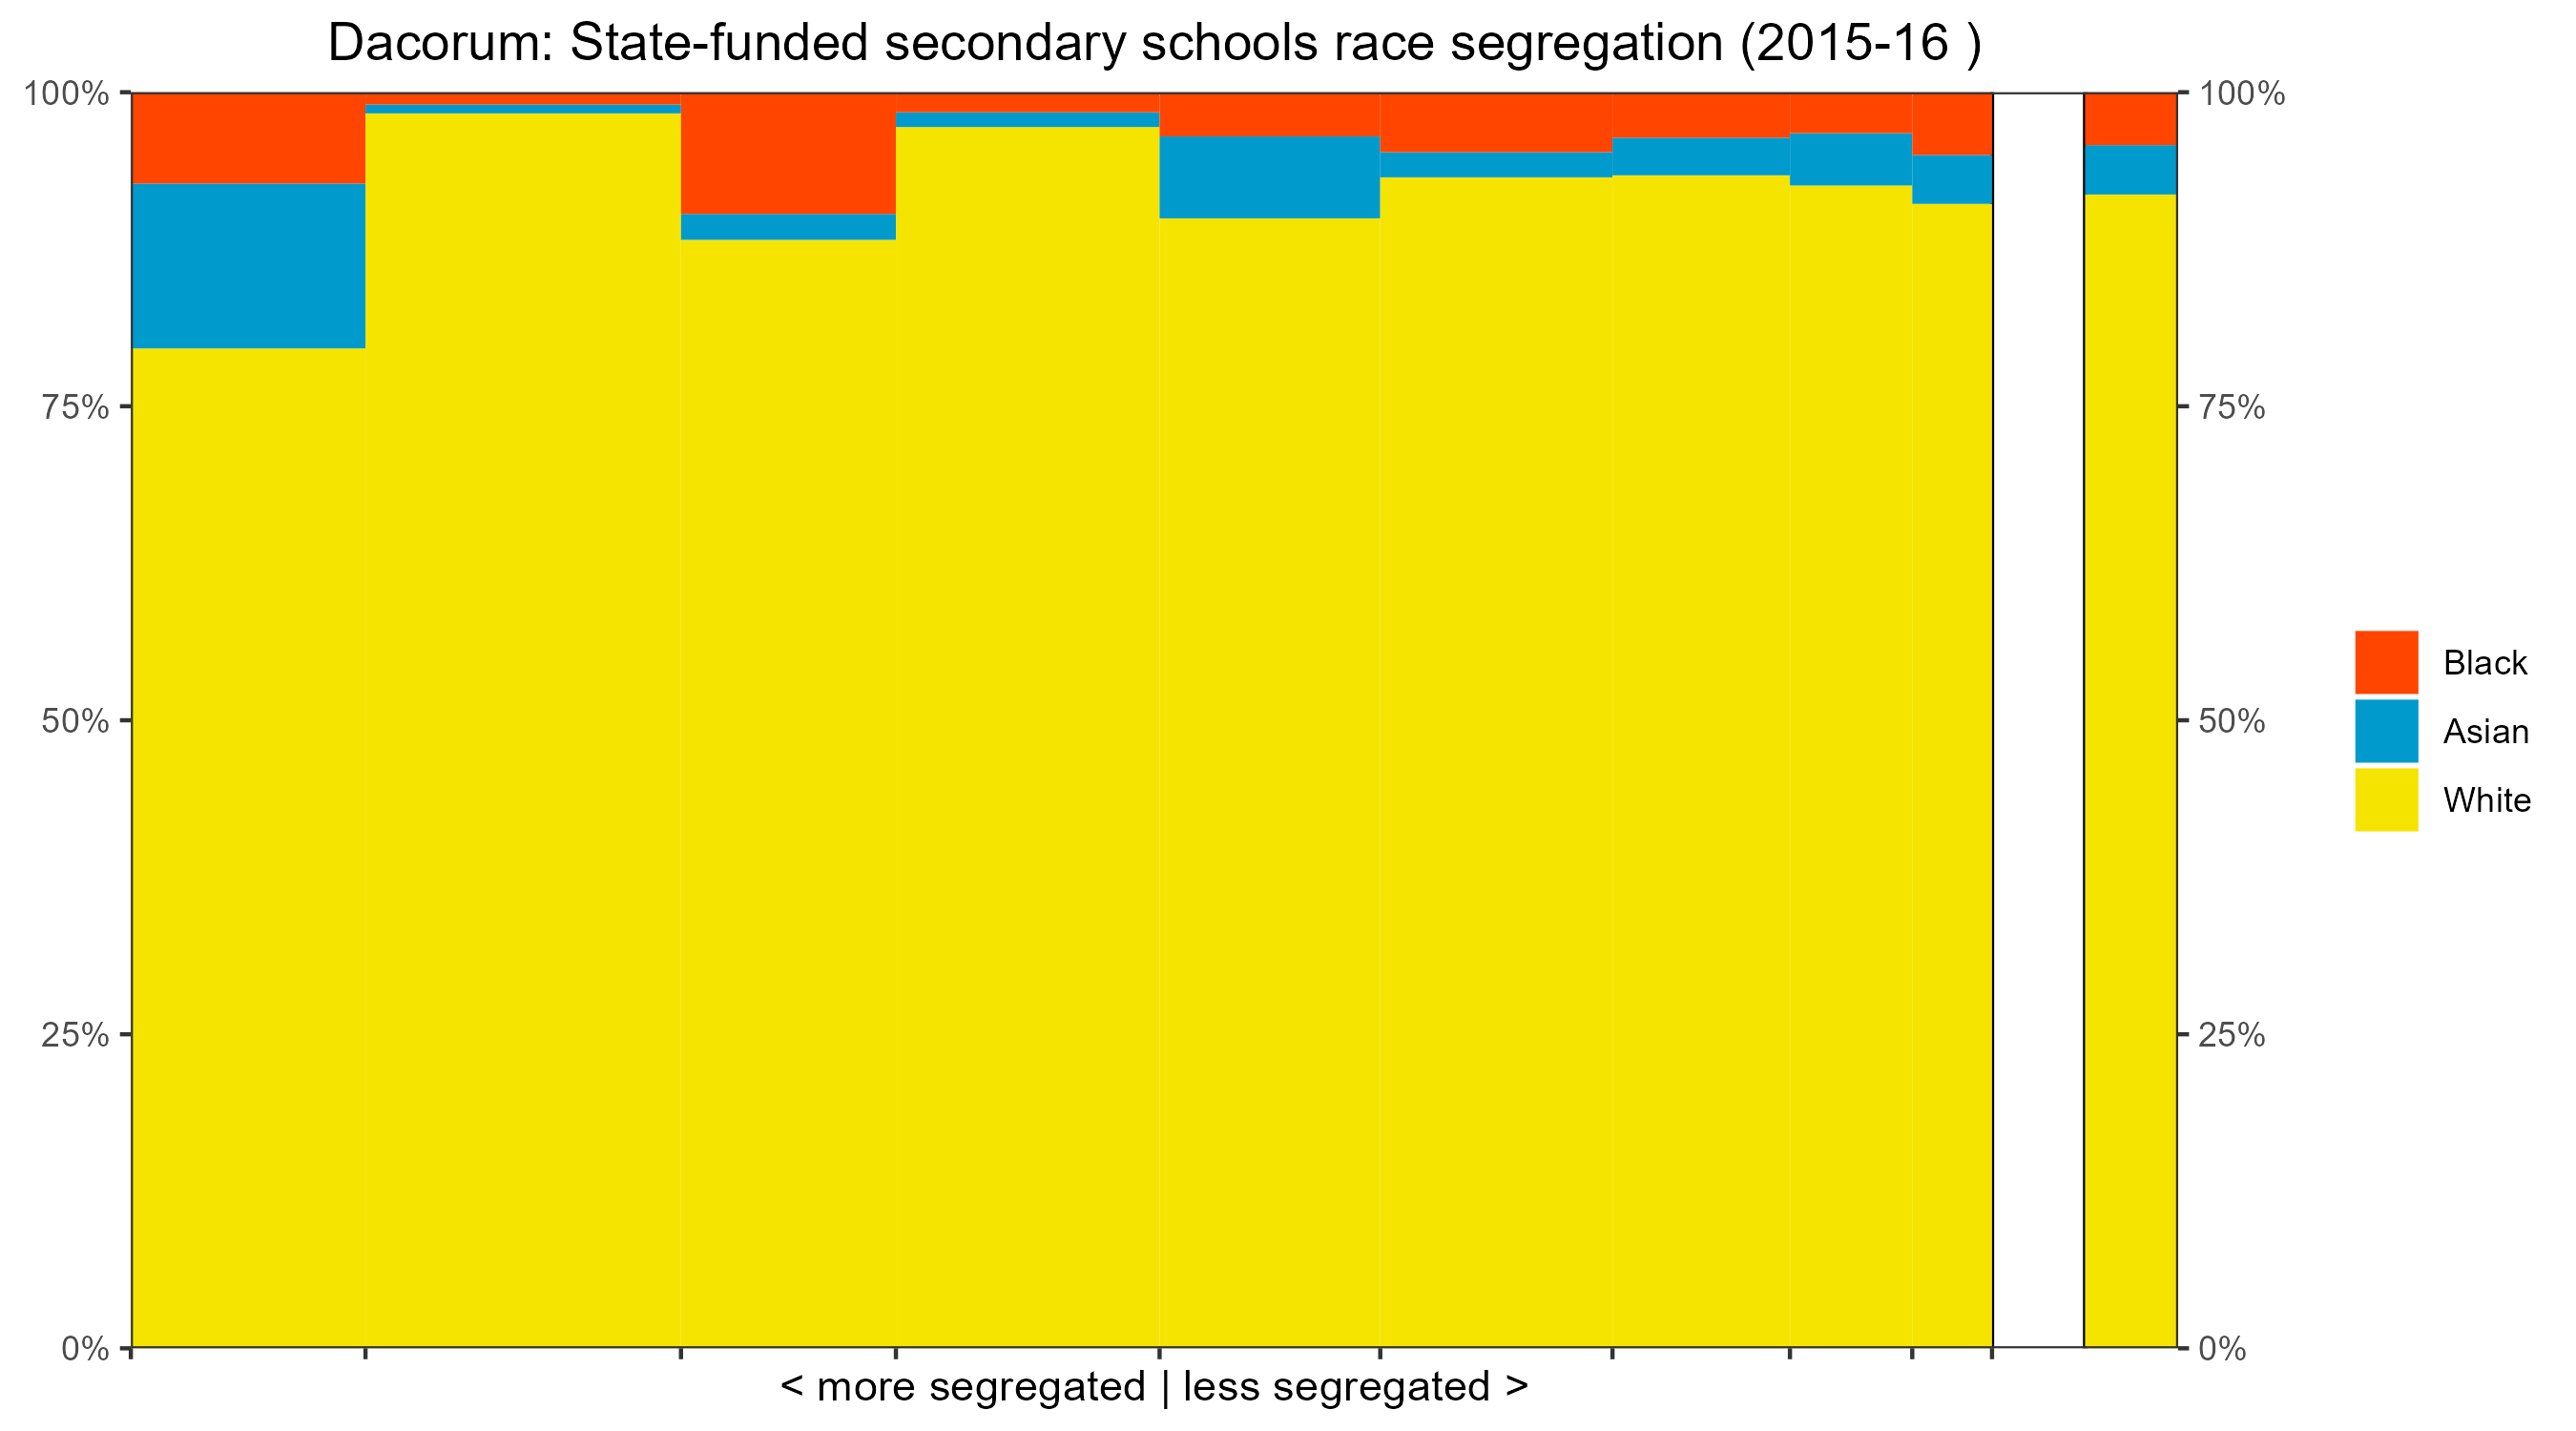 Dacorum: State-funded secondary schools race segregation (2015-16 )
100%
75%
50%
25%
0%
100%
75%
50%
25%
0%
Black
Asian
White
< more segregated | less segregated >